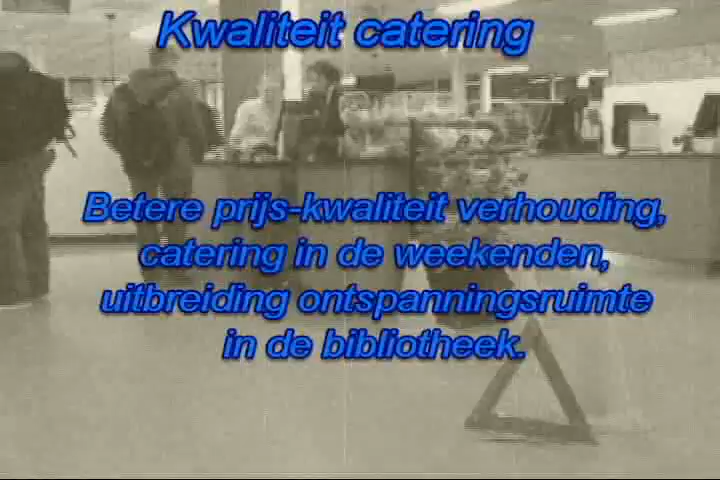 Kwaliteit catering
Betere prijs-kwaliteit verhouding,
catering in de weekenden,
uitbreiding ontspanningsruimte
in de bibliotheek.